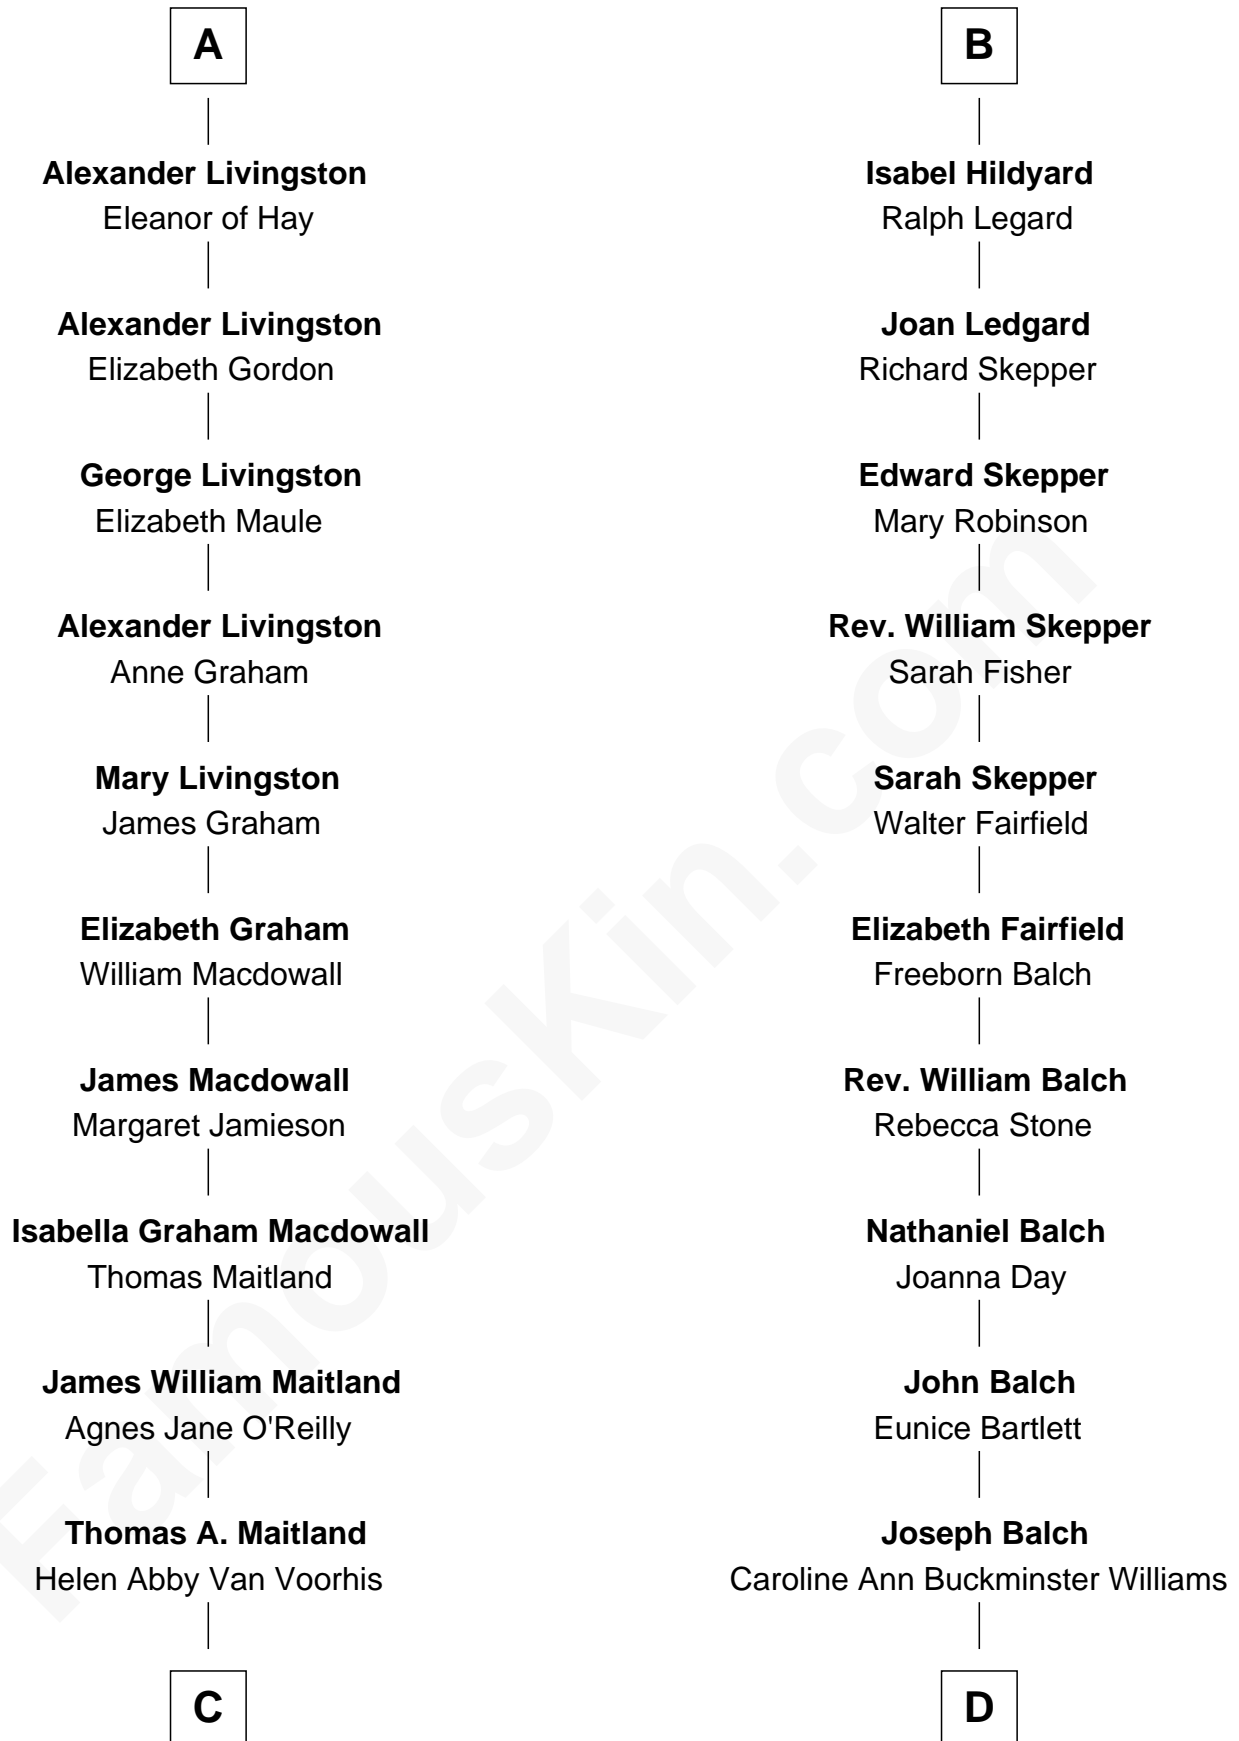 A
Alexander Livingston
Eleanor of Hay
Alexander Livingston
Elizabeth Gordon
George Livingston
Elizabeth Maule
Alexander Livingston
Anne Graham
Mary Livingston
James Graham
Elizabeth Graham
William Macdowall
James Macdowall
Margaret Jamieson
Isabella Graham Macdowall
Thomas Maitland
James William Maitland
Agnes Jane O'Reilly
Thomas A. Maitland
Helen Abby Van Voorhis
C
B
Isabel Hildyard
Ralph Legard
Joan Ledgard
Richard Skepper
Edward Skepper
Mary Robinson
Rev. William Skepper
Sarah Fisher
Sarah Skepper
Walter Fairfield
Elizabeth Fairfield
Freeborn Balch
Rev. William Balch
Rebecca Stone
Nathaniel Balch
Joanna Day
John Balch
Eunice Bartlett
Joseph Balch
Caroline Ann Buckminster Williams
D
FamousKin.com